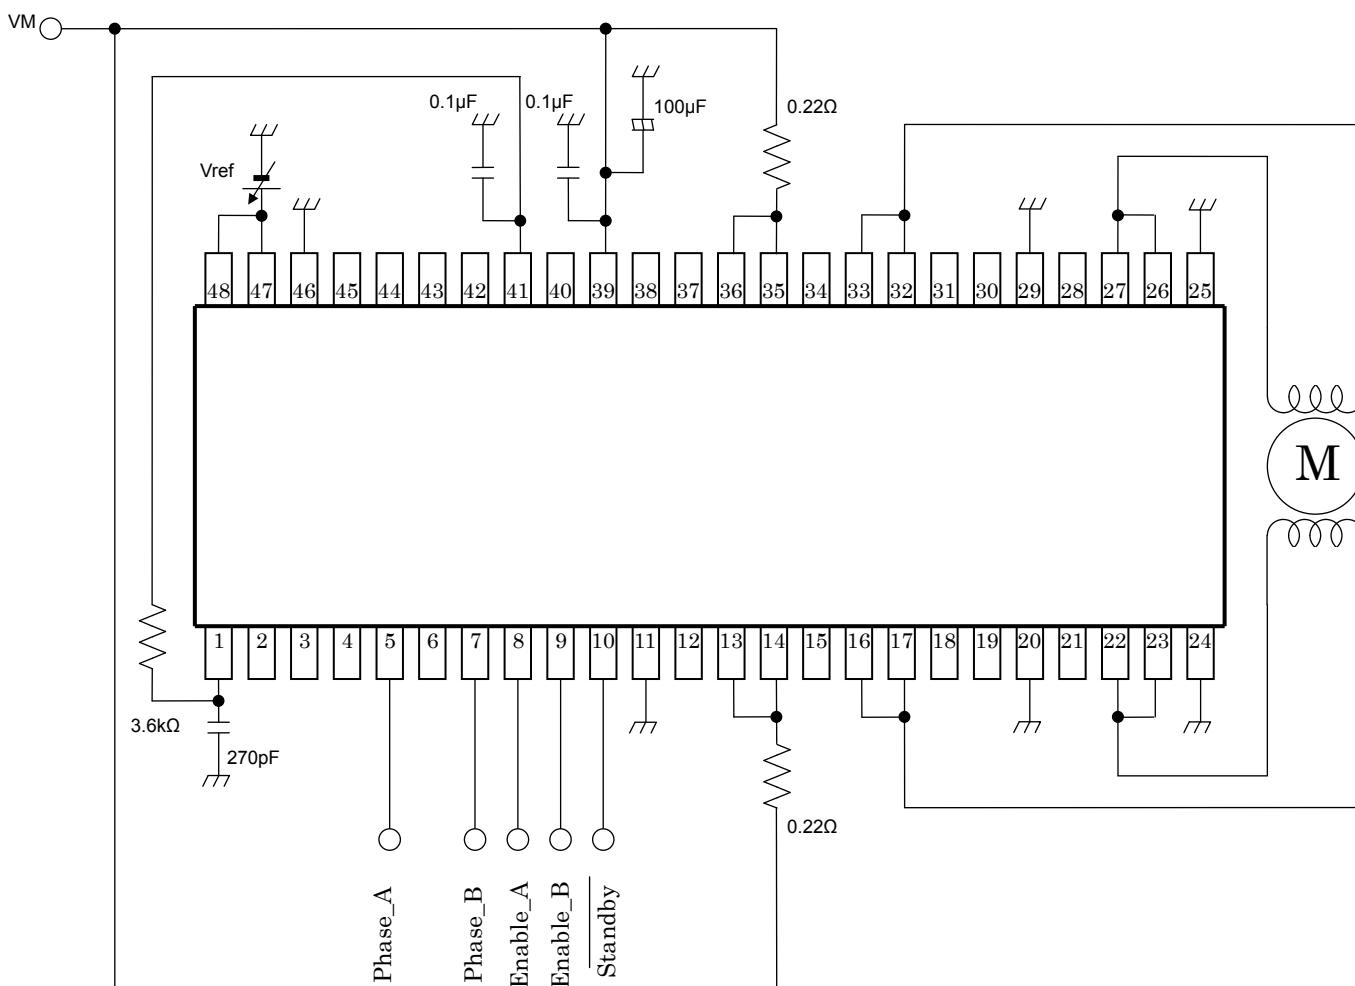 VM
0.1µF
0.1µF
100µF
0.22Ω
Vref
48 47 46 45 44 43 42 41 40 39 38 37 36 35 34 33 32 31 30 29 28 27 26 25
M
1 2 3 4 5 6 7 8 9 10 11 12 13 14 15 16 17 18 19 20 21 22 23 24
3.6kΩ
270pF
0.22Ω
Phase_A
Phase_B
Enable_A
Enable_B
Standby